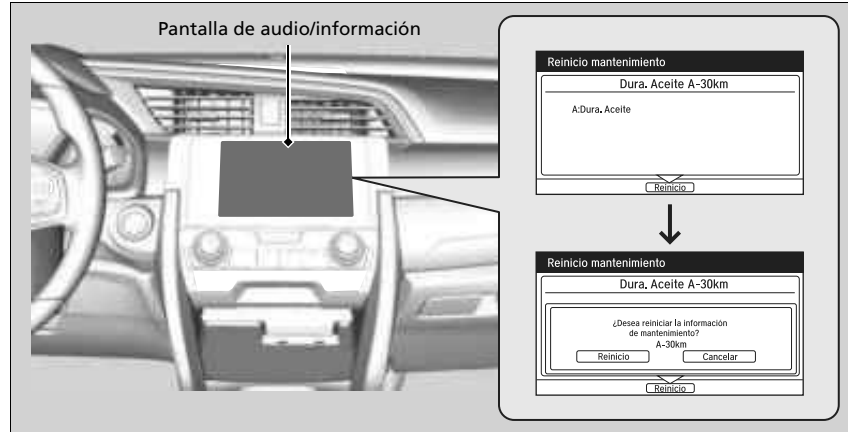 Pantalla de audio/información
Reinicio mantenimiento
Dura. Aceite A-30km
A:Dura. Aceite
Reinicio
Reinicio mantenimiento
Dura. Aceite A-30km
¿Desea reiniciar la información
de mantenimiento?
A-30km
Reinicio Cancelar
Reinicio